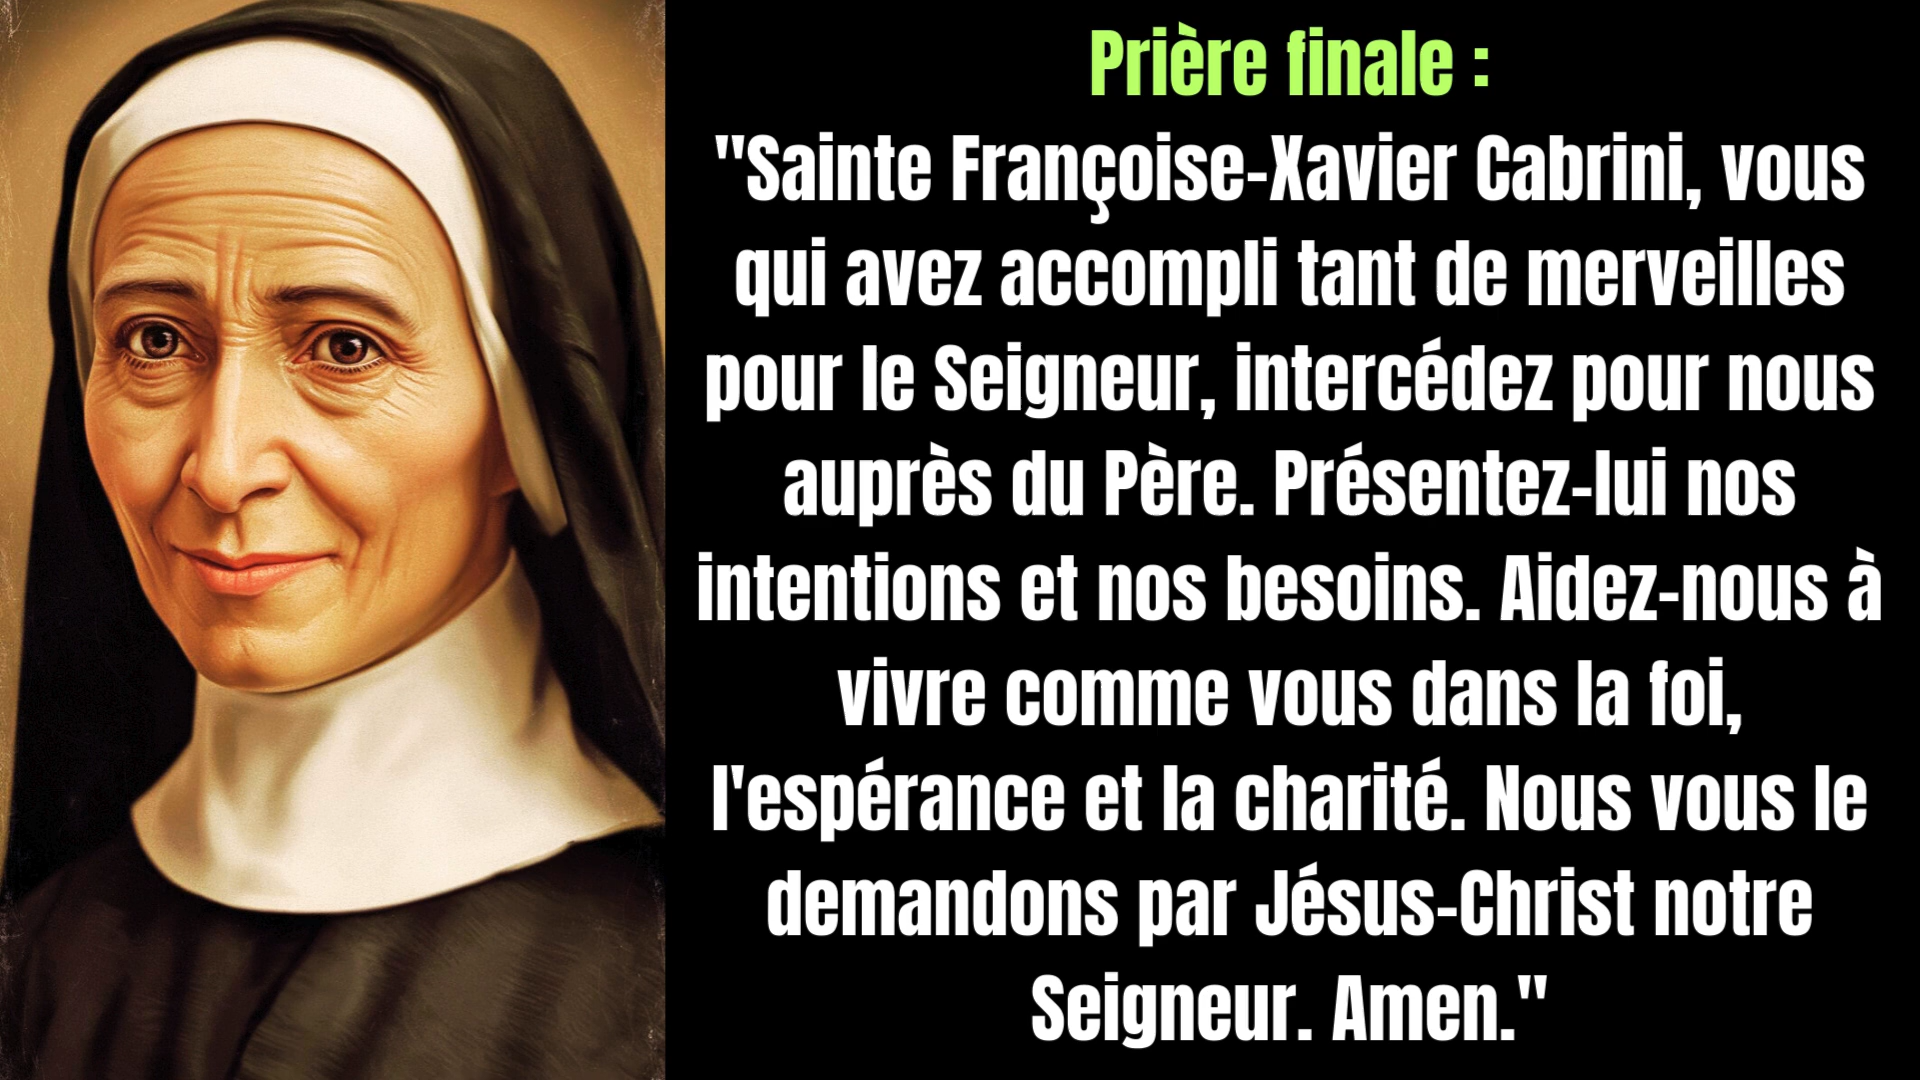 Prière finale :
"Sainte Françoise-Xavier Cabrini, vous
qui avez accompli tant de merveilles
pour le Seigneur, intercédez pour nous
auprès du Père. Présentez-lui nos
intentions et nos besoins. Aidez-nous à
vivre comme vous dans la foi,
l'espérance et la charité. Nous vous le
demandons par Jésus-Christ notre
Seigneur. Amen."